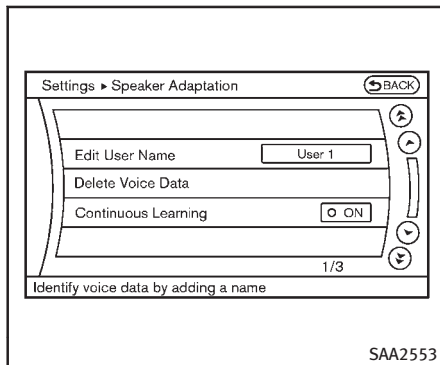 Settings ▸ Speaker Adaptation
BACK
Edit User Name
User 1
Delete Voice Data
Continuous Learning
ON
1/3
Identify voice data by adding a name
SAA2553